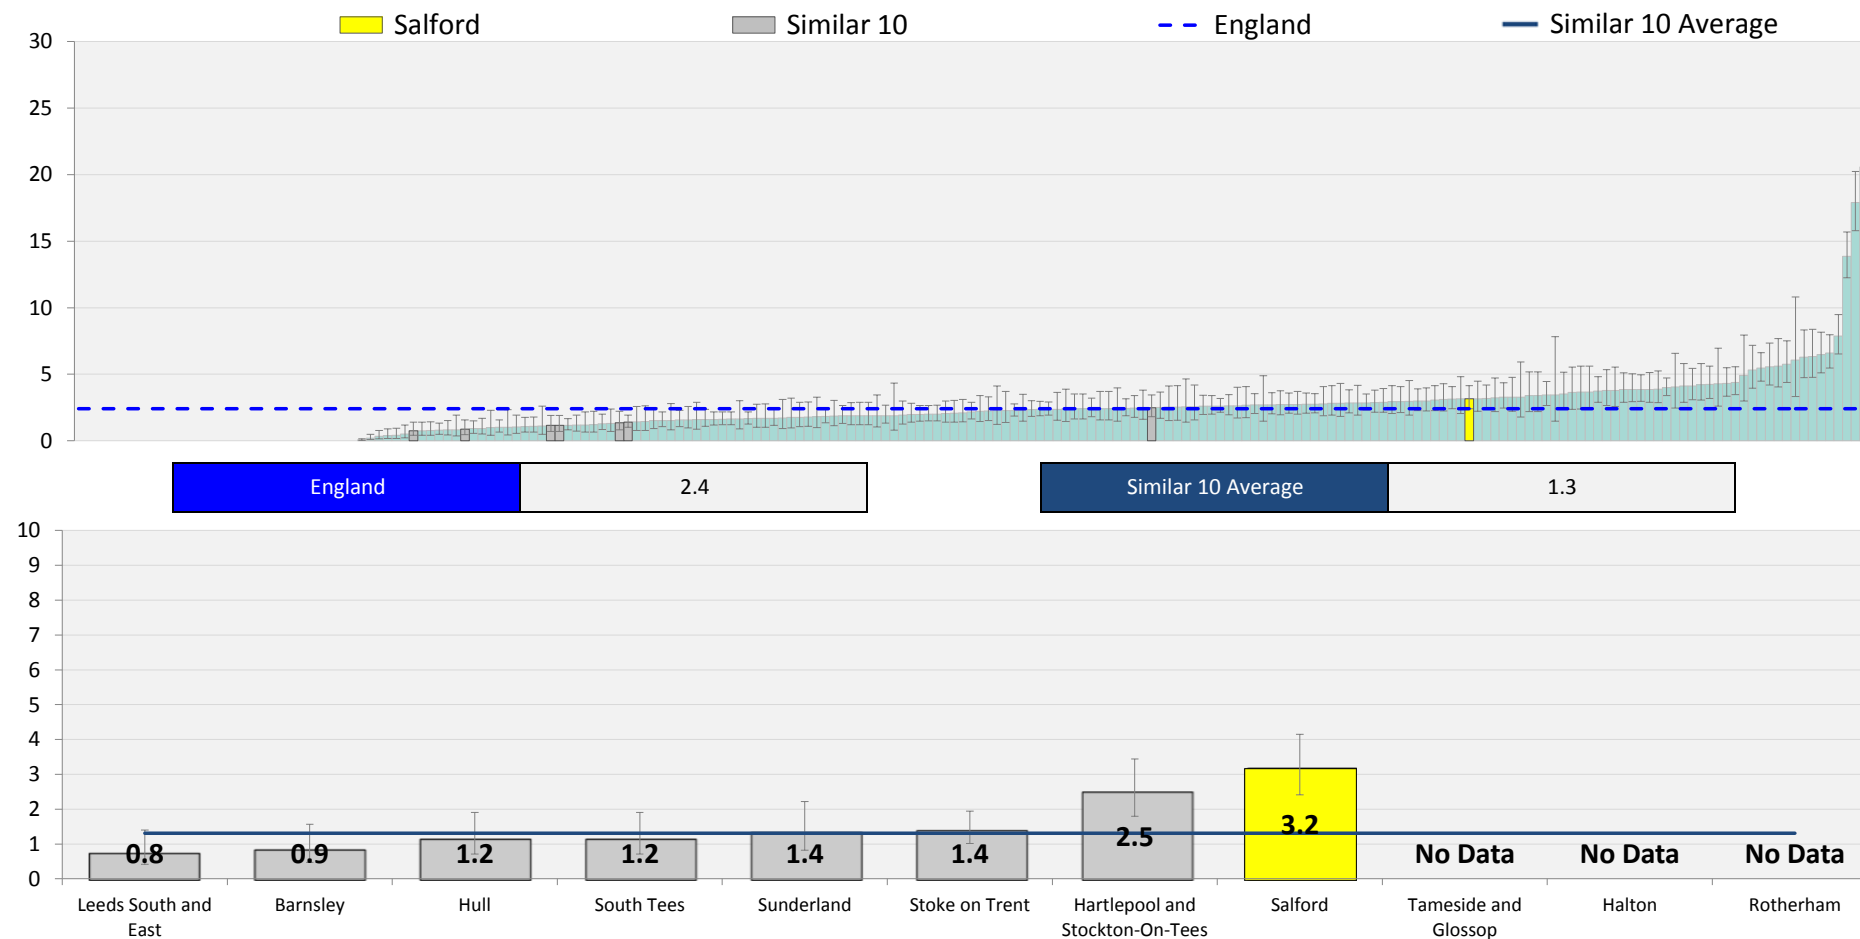 Salford
Similar 10
England
Similar 10 Average
30
25
20
15
10
5
0
England
2.4
Similar 10 Average
1.3
10
9
8
7
6
5
4
3
2
1
0
0.8
0.9
1.2
1.2
1.4
1.4
2.5
3.2
No Data
No Data
No Data
Leeds South and
East
Barnsley
Hull
South Tees
Sunderland
Stoke on Trent
Hartlepool and
Stockton-On-Tees
Salford
Tameside and
Glossop
Halton
Rotherham